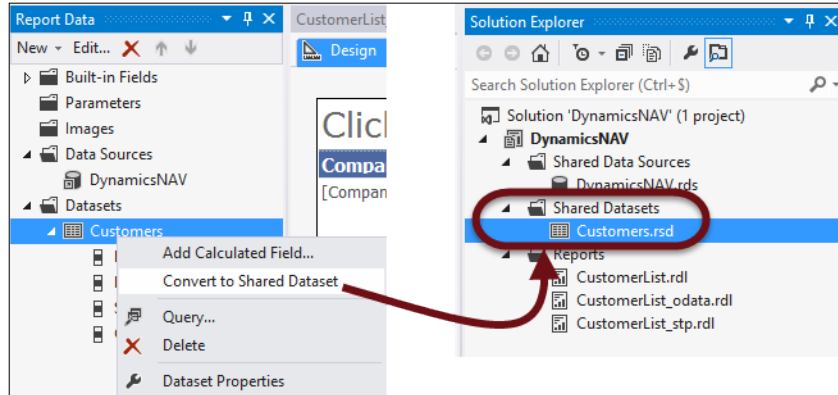 Report Data
New Edit...
Built-in Fields
Parameters
Images
Data Sources
DynamicsNAV
Datasets
Customers
Add Calculated Field...
Convert to Shared Dataset
Query...
Delete
Dataset Properties
CustomerList
Design
Clic
Compa
[Compan
Solution Explorer
Search Solution Explorer (Ctrl+$)
Solution 'DynamicsNAV' (1 project)
DynamicsNAV
Shared Data Sources
DynamicsNAV.rds
Shared Datasets
Customers.rsd
Reports
CustomerList.rdl
CustomerList_odata.rdl
CustomerList_stp.rdl